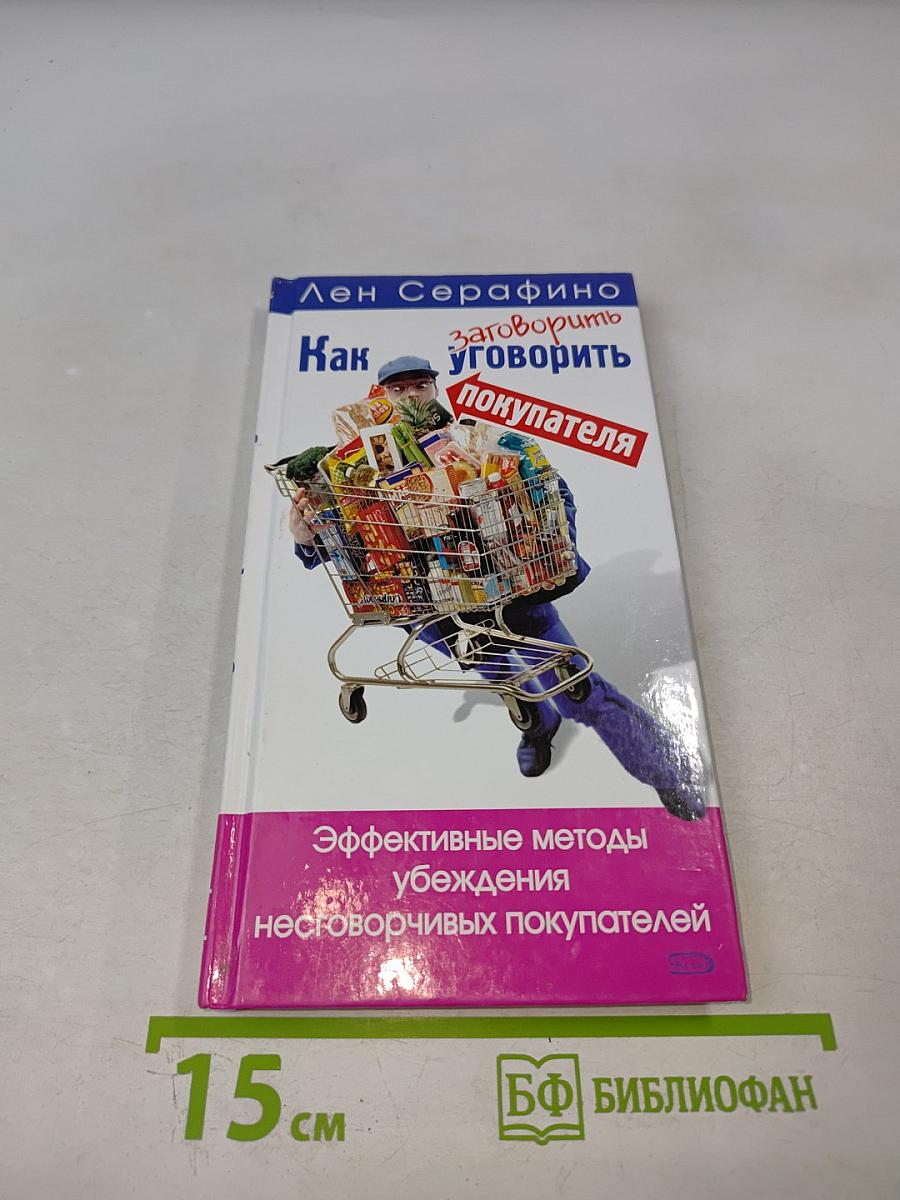 Лен Серафино
заговорить
Как уговорить
покупателя
Эффективные методы
убеждения
несговорчивых покупателей
15 см
БФ БИБЛИОФАН